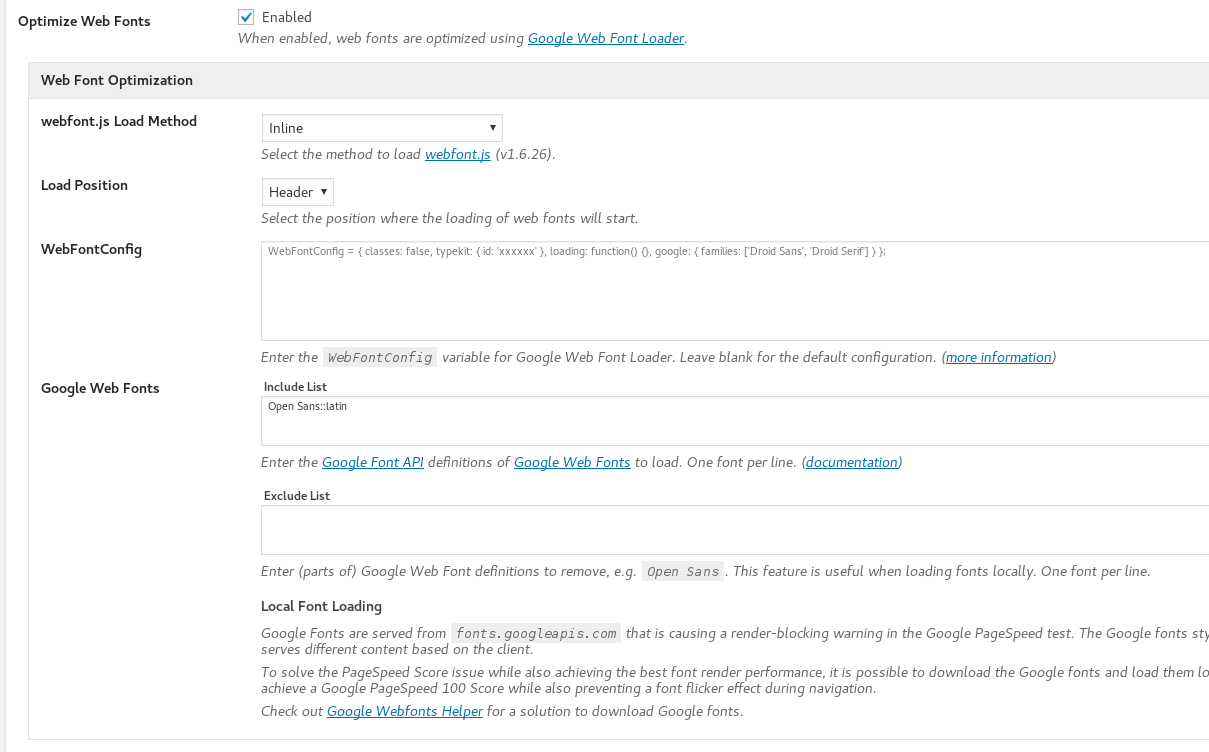 Optimize Web Fonts
Enabled
When enabled, web fonts are optimized using Google Web Font Loader.
Web Font Optimization
webfont.js Load Method
Inline
Select the method to load webfont.js (v1.6.26).
Load Position
Header
Select the position where the loading of web fonts will start.
WebFontConfig
WebFontConfig = { classes: false, typekit: { id: 'xxxxxx' }, loading: function() {}, google: { families: ['Droid Sans', 'Droid Serif'] } };
Enter the WebFontConfig variable for Google Web Font Loader. Leave blank for the default configuration. (more information)
Google Web Fonts
Include List
Open Sans::latin
Enter the Google Font API definitions of Google Web Fonts to load. One font per line. (documentation)
Exclude List
Enter (parts of) Google Web Font definitions to remove, e.g. Open Sans . This feature is useful when loading fonts locally. One font per line.
Local Font Loading
Google Fonts are served from fonts.googleapis.com that is causing a render-blocking warning in the Google PageSpeed test. The Google fonts sty
serves different content based on the client.
To solve the PageSpeed Score issue while also achieving the best font render performance, it is possible to download the Google fonts and load them lo
achieve a Google PageSpeed 100 Score while also preventing a font flicker effect during navigation.
Check out Google Webfonts Helper for a solution to download Google fonts.